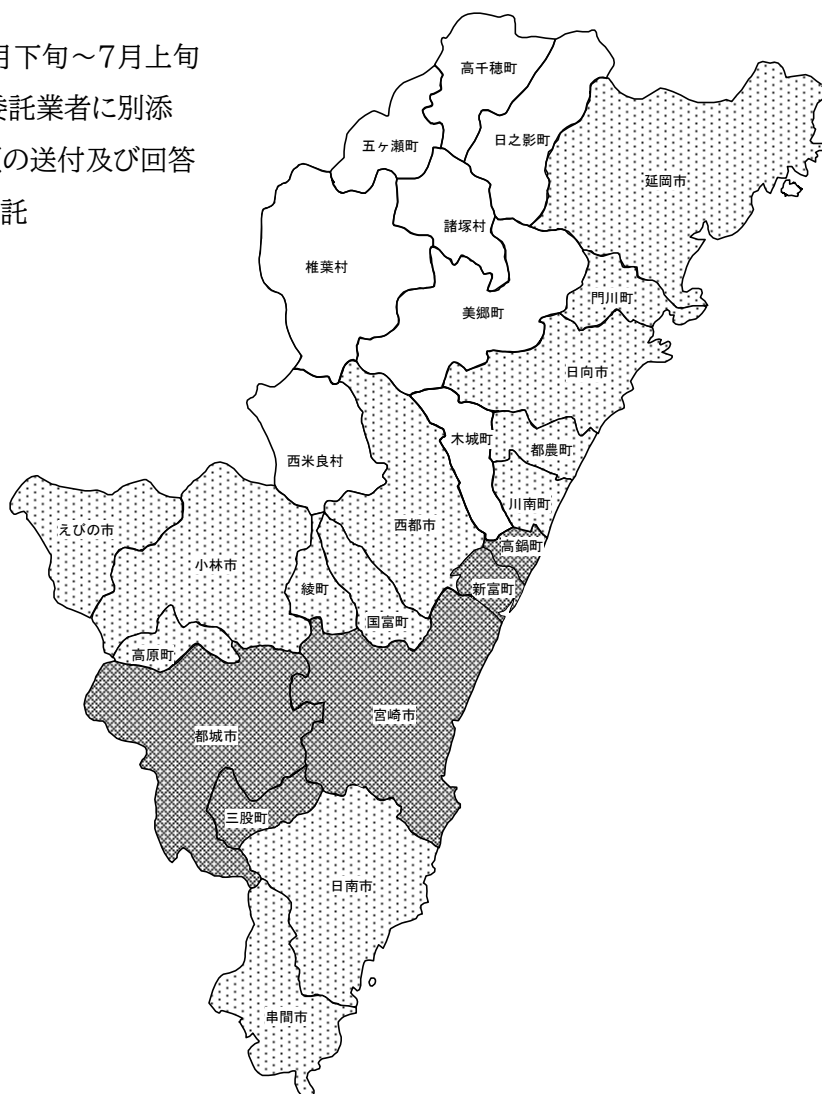 月下旬～7月上旬
委託業者に別添
の送付及び回答
託
高千穂町
日之影町
五ヶ瀬町
延岡市
諸塚村
椎葉村
門川町
美郷町
日向市
木城町
都農町
西米良村
川南町
西都市
えびの市
高鍋町
小林市
綾町
新富町
国富町
高原町
宮崎市
都城市
三股町
日南市
串間市